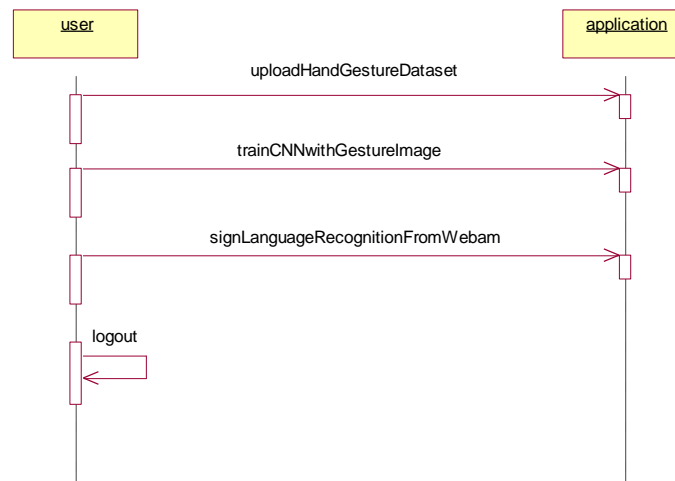 user
application
uploadHandGestureDataset
trainCNNwithGestureImage
signLanguageRecognitionFromWebam
logout